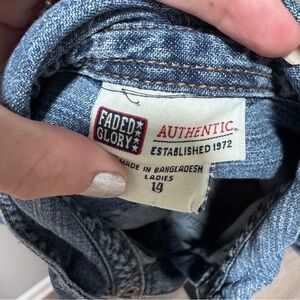 FADED
GLORY
AUTHENTIC
ESTABLISHED 1972
MADE IN BANGLADESH
LADIES
14